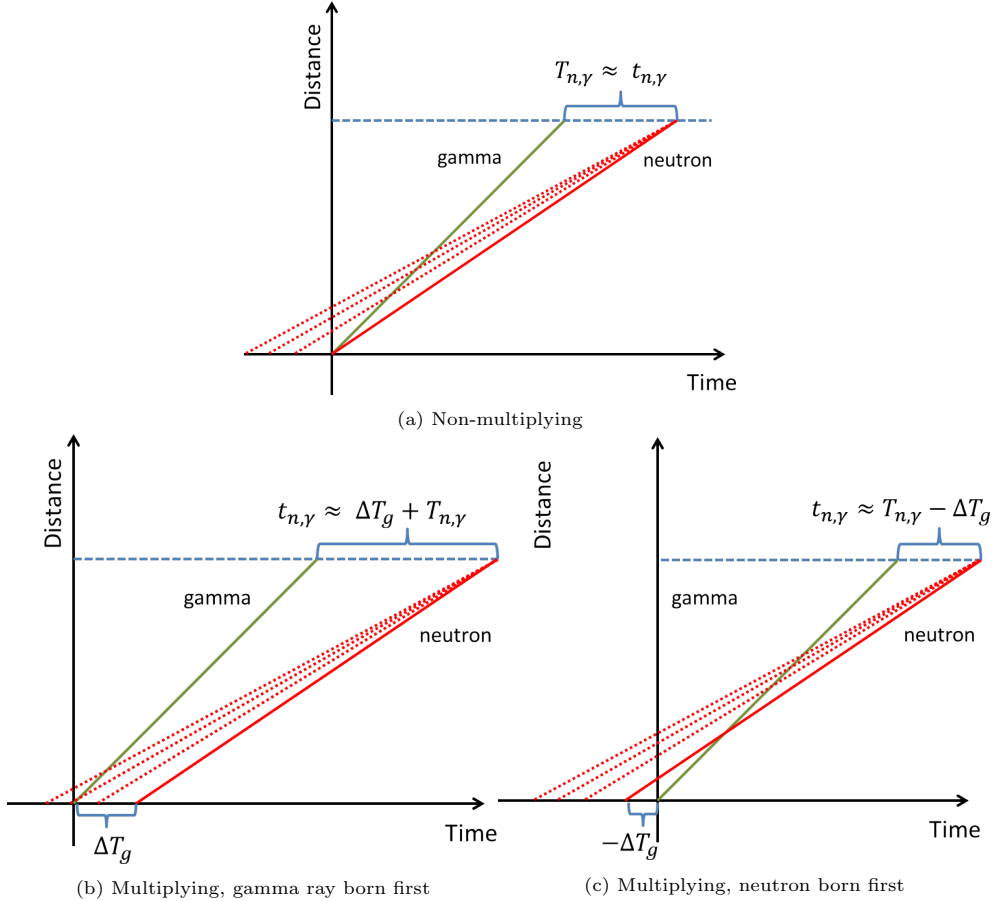 Distance
T_{n,γ} ≈ t_{n,γ}
gamma
neutron
Time
(a) Non-multiplying
Distance
t_{n,γ} ≈ ΔT_g + T_{n,γ}
gamma
neutron
Time
ΔT_g
(b) Multiplying, gamma ray born first
Distance
t_{n,γ} ≈ T_{n,γ} − ΔT_g
gamma
neutron
Time
−ΔT_g
(c) Multiplying, neutron born first